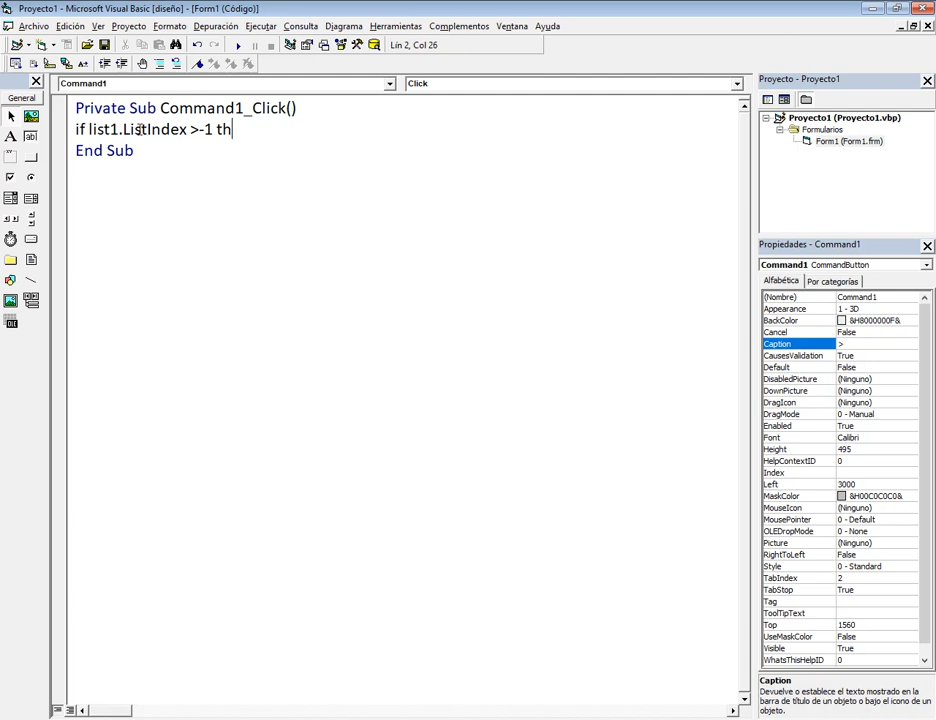 Proyecto1 - Microsoft Visual Basic [diseño] - [Form1 (Código)]
Archivo Edición Ver Proyecto Formato Depuración Ejecutar Consulta Diagrama Herramientas Complementos Ventana Ayuda
Lín 2, Col 26
General
Command1
Click
Private Sub Command1_Click()
if list1.ListIndex >-1 th
End Sub
Proyecto - Proyecto1
Proyecto1 (Proyecto1.vbp)
Formularios
Form1 (Form1.frm)
Propiedades - Command1
Command1 CommandButton
Alfabética Por categorías
(Nombre) Command1
Appearance 1 - 3D
BackColor &H8000000F&
Cancel False
Caption >
CausesValidation True
Default False
DisabledPicture (Ninguno)
DownPicture (Ninguno)
DragIcon (Ninguno)
DragMode 0 - Manual
Enabled True
Font Calibri
Height 495
HelpContextID 0
Index
Left 3000
MaskColor &H00C0C0C0&
MouseIcon (Ninguno)
MousePointer 0 - Default
OLEDropMode 0 - None
Picture (Ninguno)
RightToLeft False
Style 0 - Standard
TabIndex 2
TabStop True
Tag
ToolTipText
Top 1560
UseMaskColor False
Visible True
WhatsThisHelpID 0
Caption
Devuelve o establece el texto mostrado en la
barra de título de un objeto o bajo el icono de un
objeto.